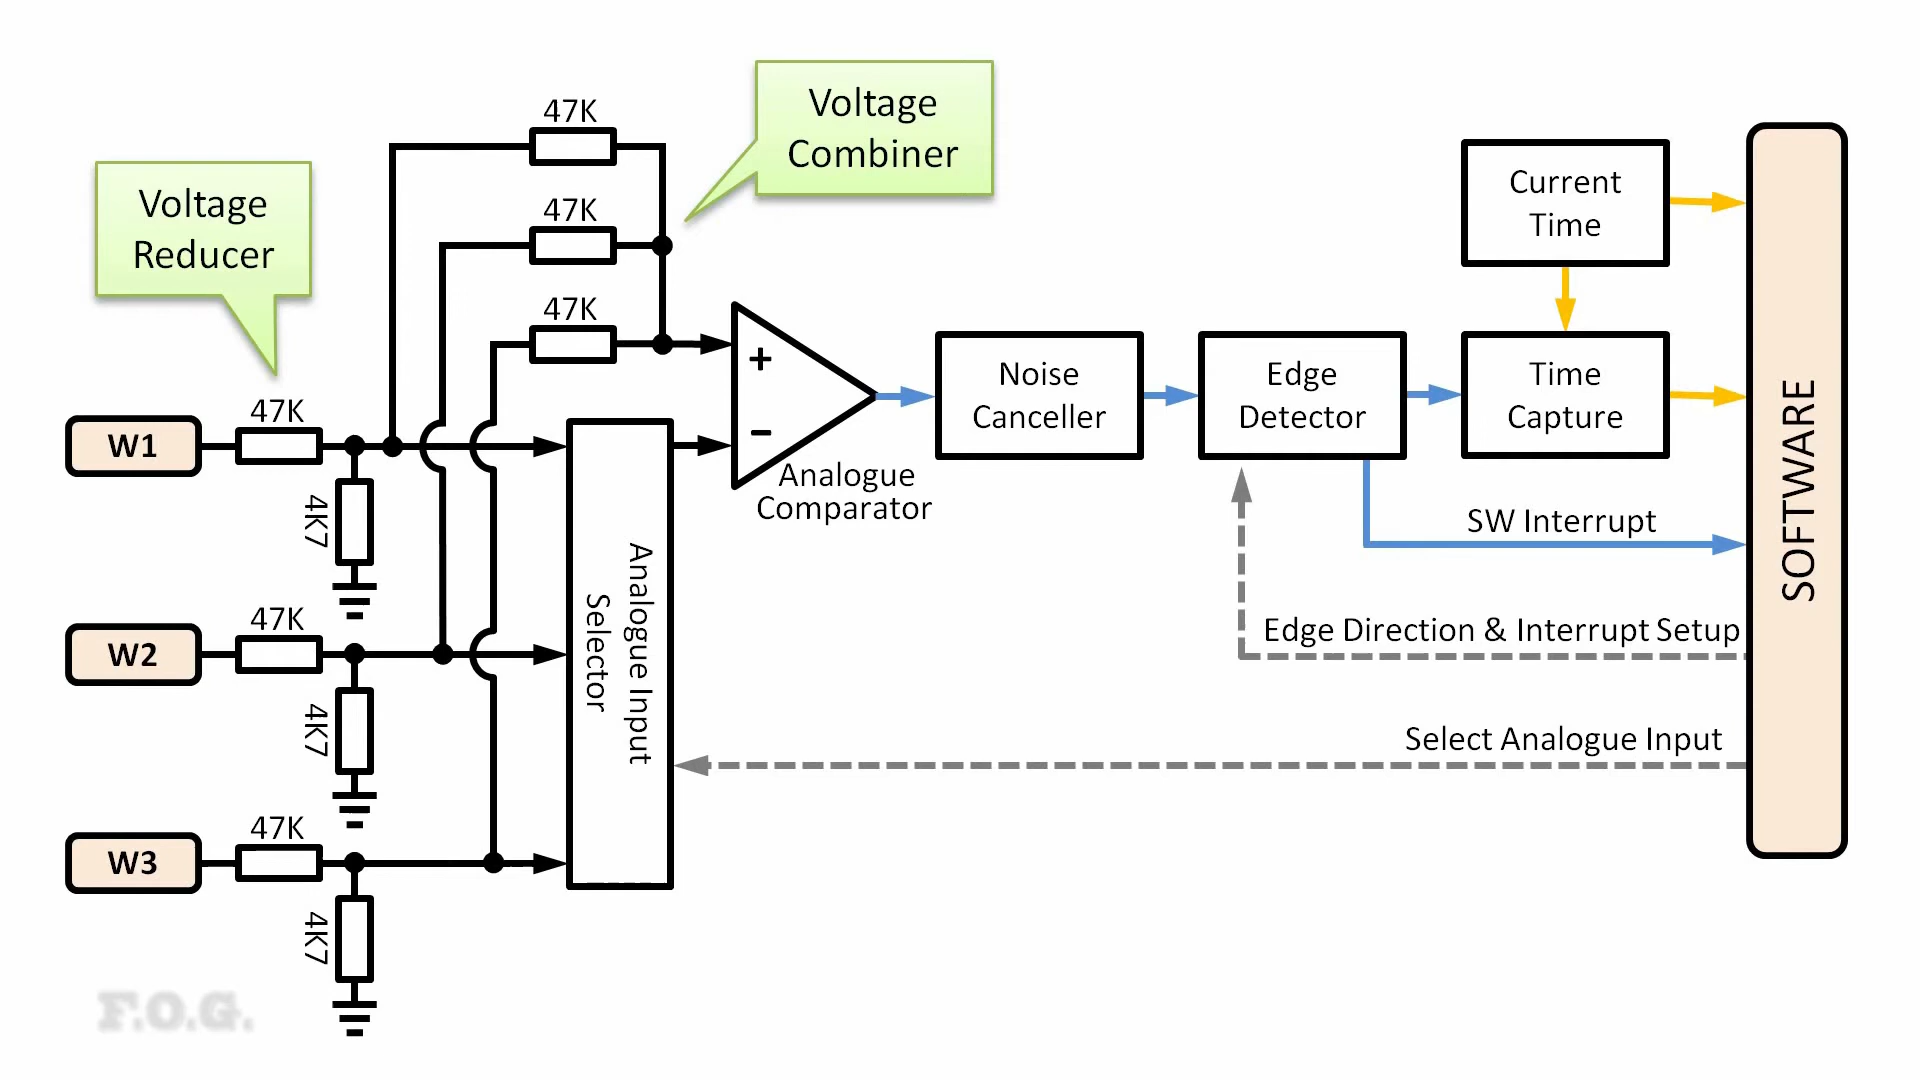 47K
Voltage
Combiner
Voltage
Reducer
47K
47K
Current
Time
+
-
Analogue
Comparator
Noise
Canceller
Edge
Detector
Time
Capture
SOFTWARE
W1
47K
4K7
SW Interrupt
W2
47K
4K7
Analogue Input
Selector
Edge Direction & Interrupt Setup
Select Analogue Input
W3
47K
4K7
F.O.G.